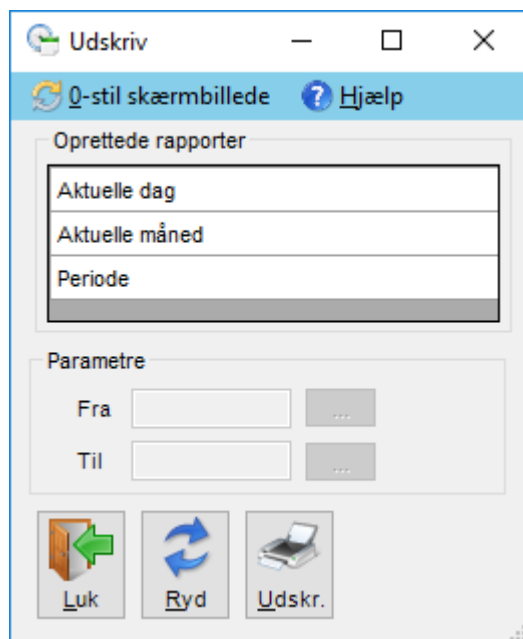 Udskriv
0-stil skærmbillede Hjælp
Oprettede rapporter
Aktuelle dag
Aktuelle måned
Periode
Parametre
Fra ...
Til ...
Luk Ryd Udskr.